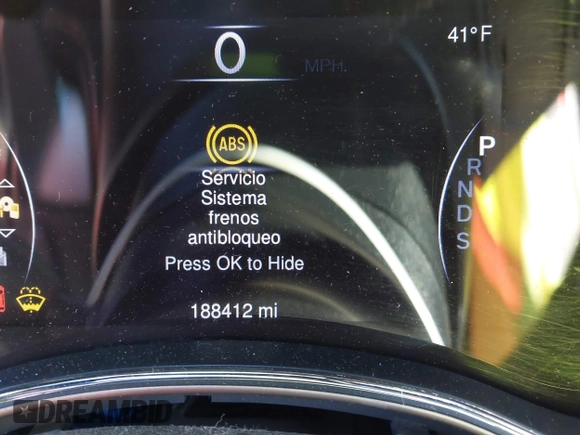 0
MPH
41°F
ABS
Servicio
Sistema
frenos
antibloqueo
Press OK to Hide
188412 mi
P
R
N
D
S
DREAMBID